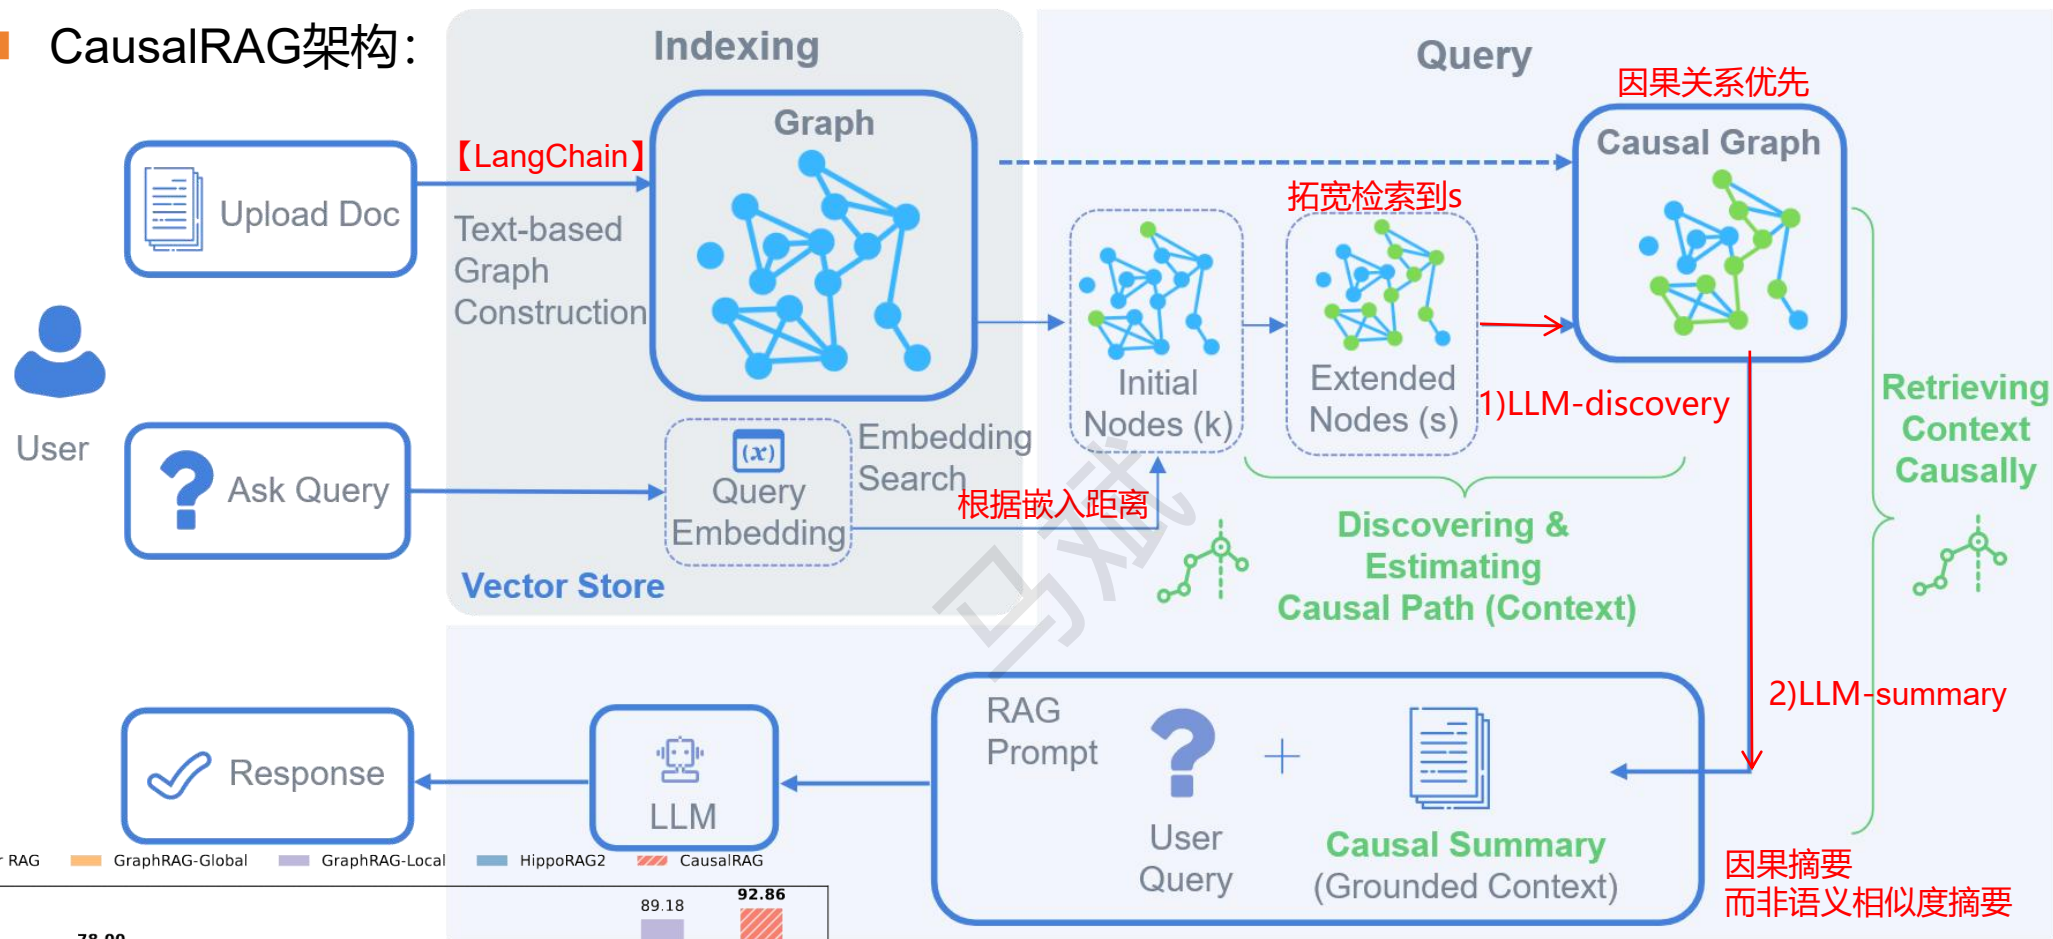 CausalRAG架构：
Indexing
Query
因果关系优先
Graph
Causal Graph
【LangChain】
Upload Doc
拓宽检索到s
Text-based
Graph
Construction
Initial
Nodes (k)
Extended
Nodes (s)
1)LLM-discovery
Retrieving
Context
Causally
User
Ask Query
(x)
Query
Embedding
Embedding
Search
根据嵌入距离
Vector Store
Discovering &
Estimating
Causal Path (Context)
马斌
2)LLM-summary
RAG
Prompt
+
User
Query
Causal Summary
(Grounded Context)
LLM
Response
因果摘要
而非语义相似度摘要
r RAG
GraphRAG-Global
GraphRAG-Local
HippoRAG2
CausalRAG
89.18
92.86
78.00